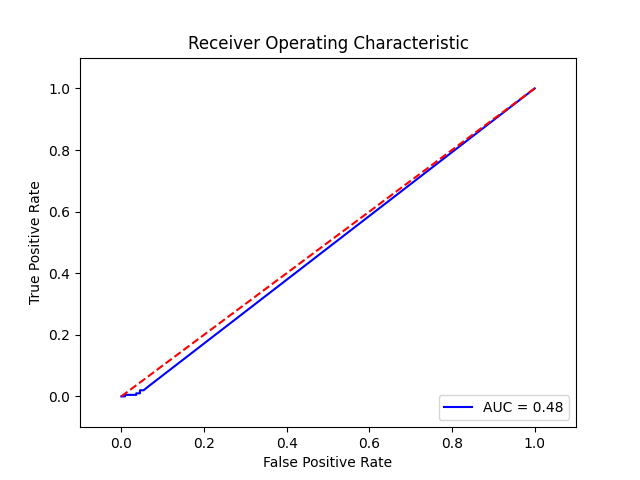 Receiver Operating Characteristic
True Positive Rate
1.0
0.8
0.6
0.4
0.2
0.0
AUC = 0.48
0.0 0.2 0.4 0.6 0.8 1.0
False Positive Rate